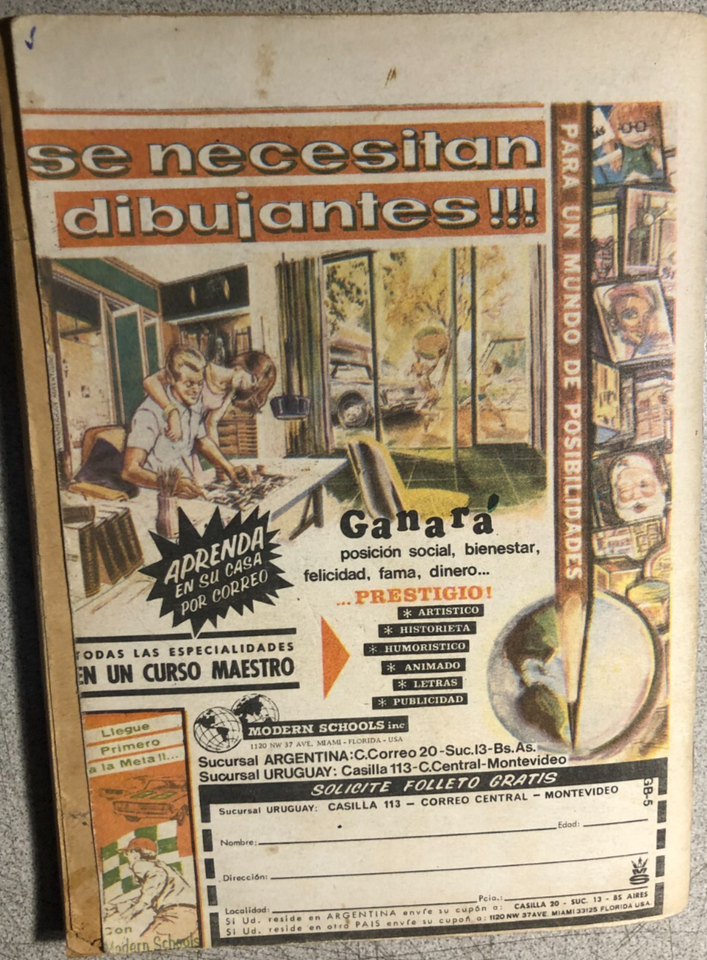 se necesitan
dibujantes!!!
PARA UN MUNDO DE POSIBILIDADES
APRENDA
EN SU CASA
POR CORREO
Ganará
posición social, bienestar,
felicidad, fama, dinero...
...PRESTIGIO!
* ARTISTICO
* HISTORIETA
* HUMORISTICO
* ANIMADO
* LETRAS
* PUBLICIDAD
TODAS LAS ESPECIALIDADES
EN UN CURSO MAESTRO
MODERN SCHOOLS inc
1120 NW 37 AVE. MIAMI - FLORIDA - USA
Sucursal ARGENTINA: C.Correo 20 - Suc.13 - Bs.As.
Sucursal URUGUAY: Casilla 113 - C.Central - Montevideo
Llegue
Primero
a la Meta!!...
con
Modern Schools
SOLICITE FOLLETO GRATIS
GB-5
Sucursal URUGUAY: CASILLA 113 - CORREO CENTRAL - MONTEVIDEO
Nombre: Edad:
Dirección:
Localidad: Pcia.:
Si Ud. reside en ARGENTINA envíe su cupón a: CASILLA 20 - SUC. 13 - BS AIRES
Si Ud. reside en otro PAIS envíe su cupón a: 1120 NW 37AVE. MIAMI 33125 FLORIDA USA.
MS